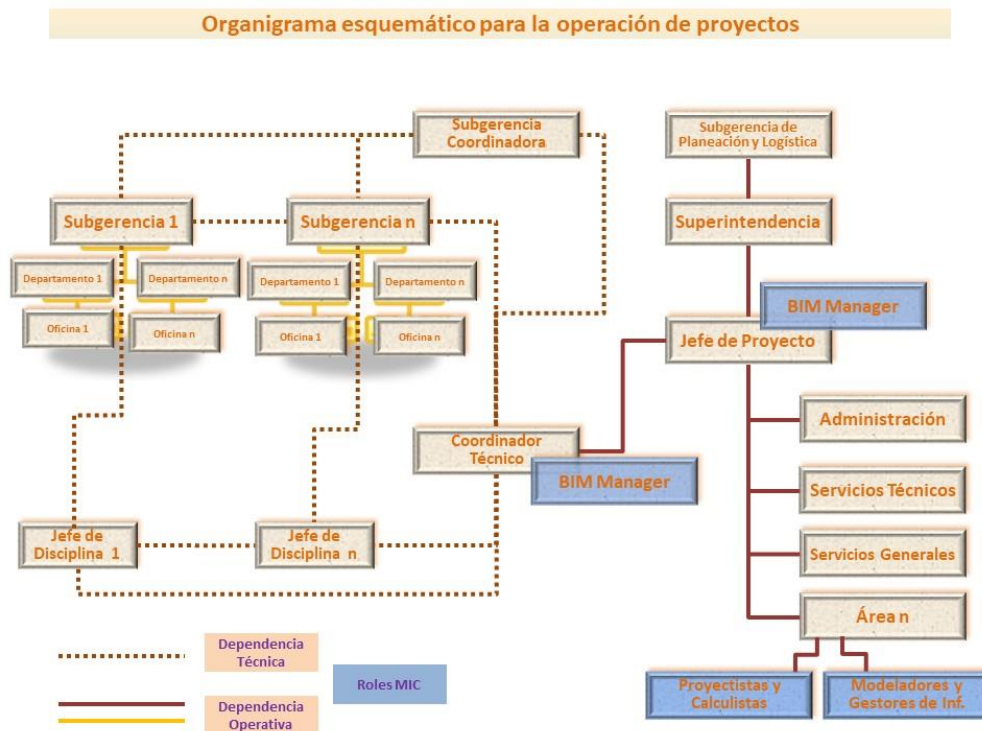 Organigrama esquemático para la operación de proyectos
Subgerencia
Coordinadora
Subgerencia de
Planeación y Logística
Subgerencia 1
Subgerencia n
Superintendencia
Departamento 1
Departamento n
Departamento 1
Departamento n
BIM Manager
Oficina 1
Oficina n
Oficina 1
Oficina n
Jefe de Proyecto
Coordinador
Técnico
BIM Manager
Administración
Servicios Técnicos
Jefe de
Disciplina 1
Jefe de
Disciplina n
Servicios Generales
Área n
Dependencia
Técnica
Roles MIC
Dependencia
Operativa
Proyectistas y
Calculistas
Modeladores y
Gestores de Inf.